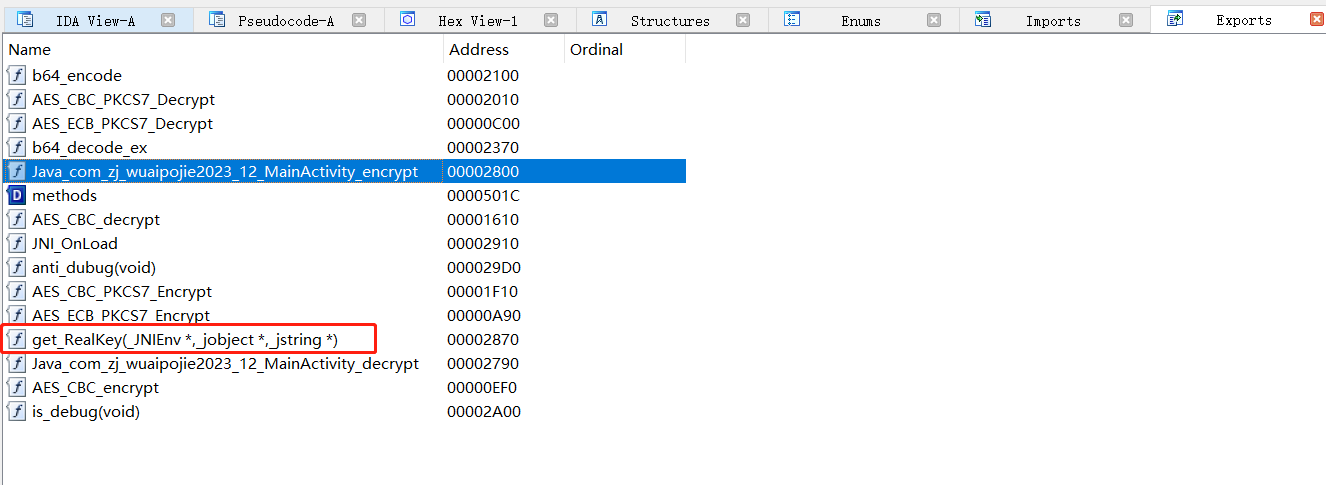 IDA View-A Pseudocode-A Hex View-1 Structures Enums Imports Exports
Name Address Ordinal
f b64_encode 00002100
f AES_CBC_PKCS7_Decrypt 00002010
f AES_ECB_PKCS7_Decrypt 00000C00
f b64_decode_ex 00002370
f Java_com_zj_wuaipojie2023_12_MainActivity_encrypt 00002800
D methods 0000501C
f AES_CBC_decrypt 00001610
f JNI_OnLoad 00002910
f anti_dubug(void) 000029D0
f AES_CBC_PKCS7_Encrypt 00001F10
f AES_ECB_PKCS7_Encrypt 00000A90
f get_RealKey(_JNIEnv *,_jobject *,_jstring *) 00002870
f Java_com_zj_wuaipojie2023_12_MainActivity_decrypt 00002790
f AES_CBC_encrypt 00000EF0
f is_debug(void) 00002A00